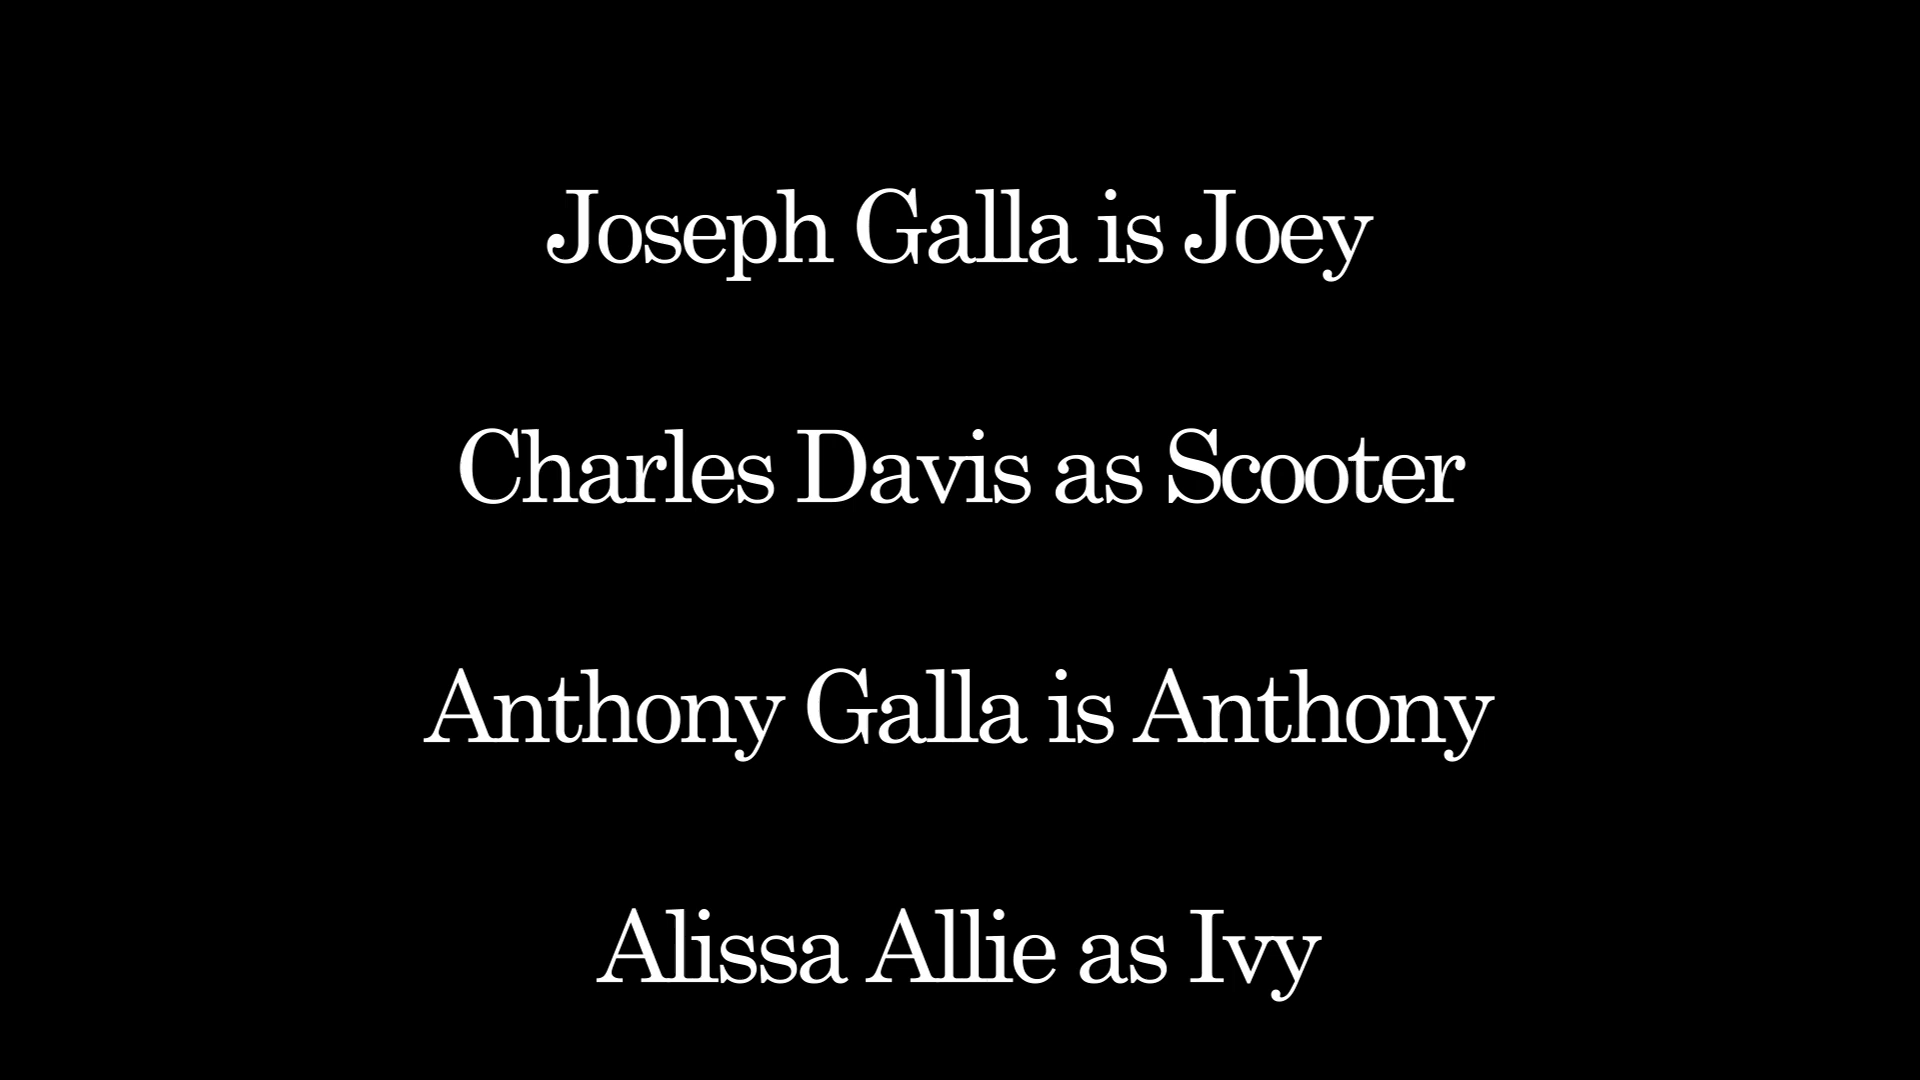 Joseph Galla is Joey
Charles Davis as Scooter
Anthony Galla is Anthony
Alissa Allie as Ivy